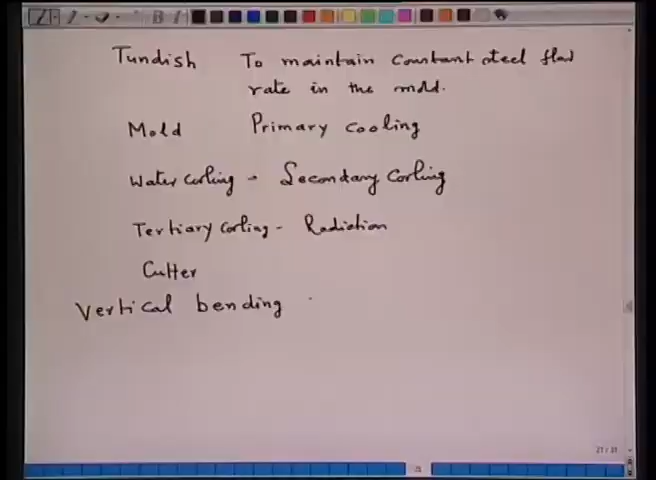 Tundish To maintain constant steel flow
rate in the mold.
Mold Primary cooling
Water cooling - Secondary Cooling
Tertiary cooling - Radiation
Cutter
Vertical bending